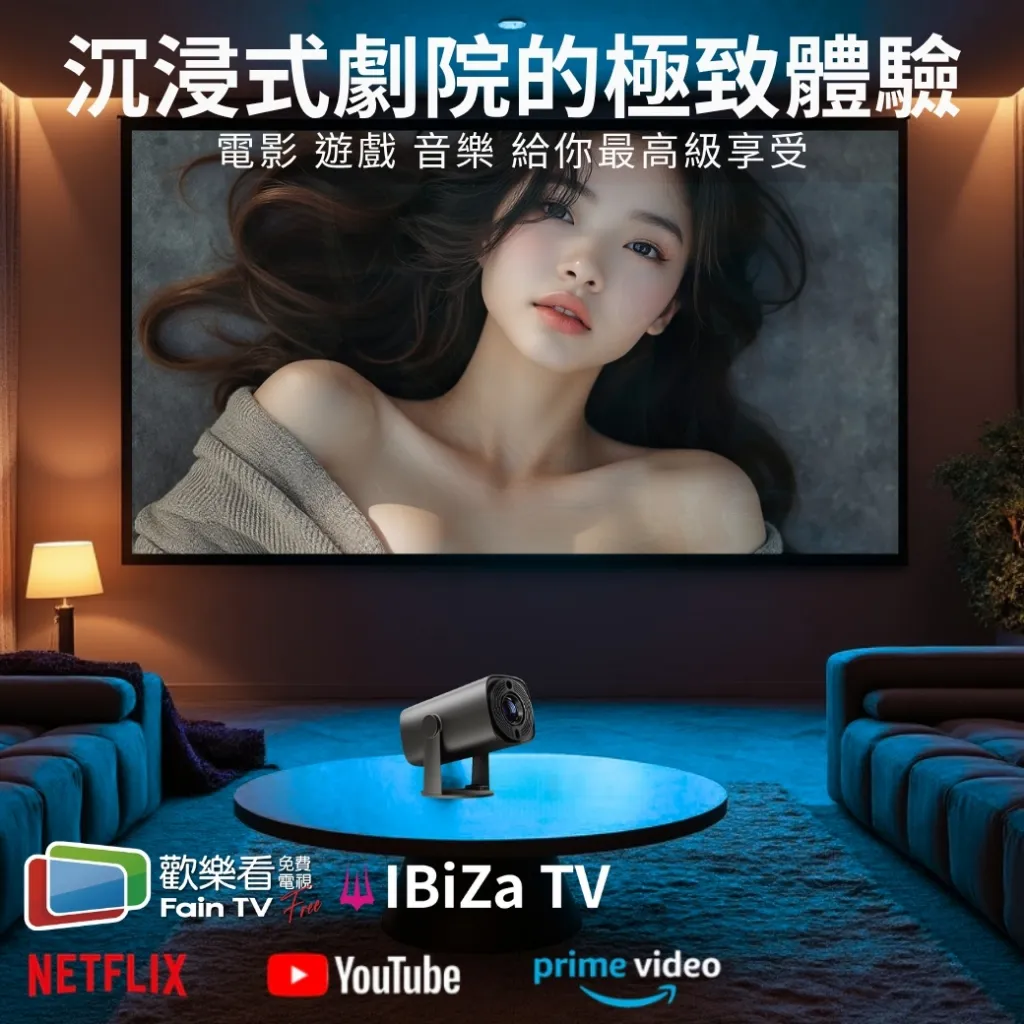 沉浸式劇院的極致體驗
電影 遊戲 音樂 給你最高級享受
歡樂看 免費電視
Fain TV Free
IBiZa TV
NETFLIX
YouTube
prime video